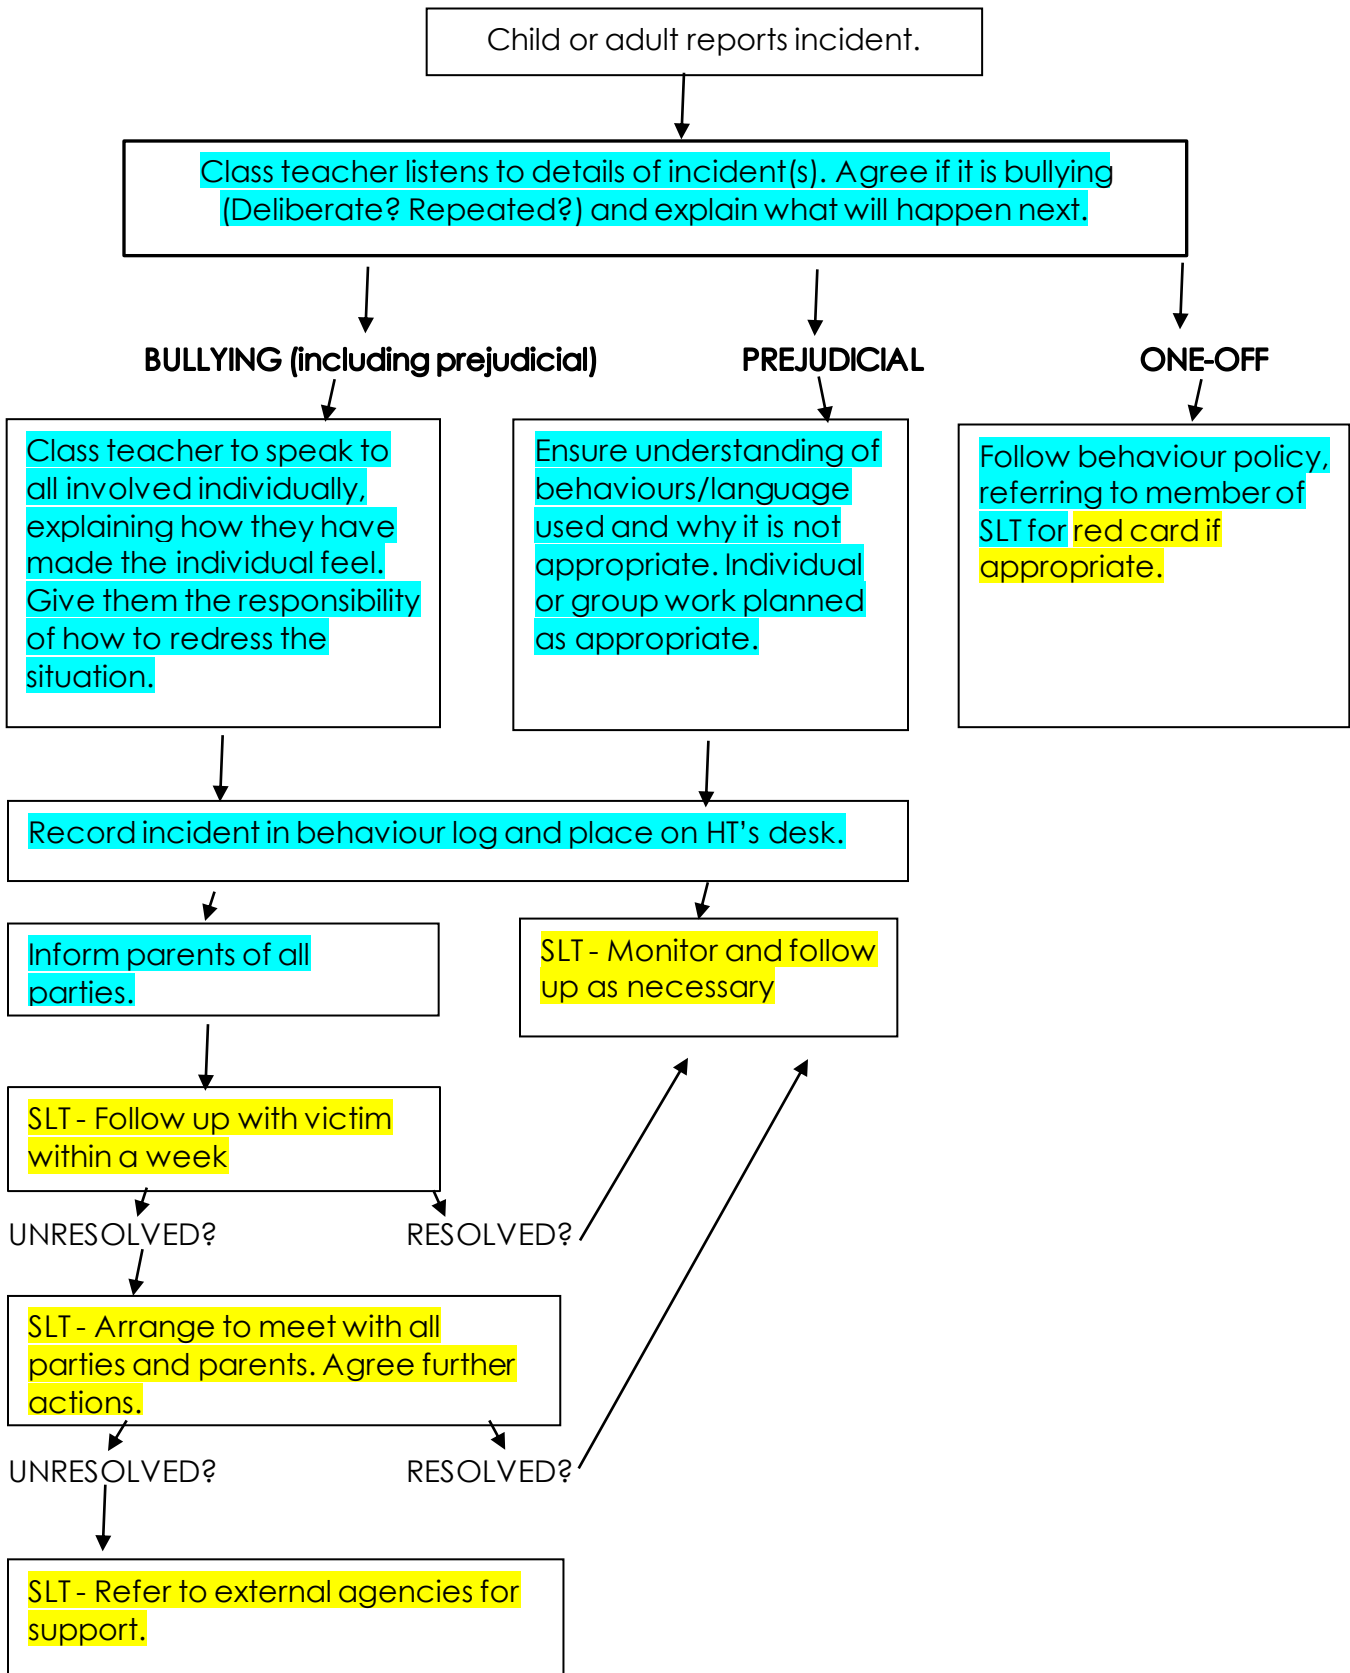 Child or adult reports incident.
Class teacher listens to details of incident(s). Agree if it is bullying
(Deliberate? Repeated?) and explain what will happen next.
BULLYING (including prejudicial)
PREJUDICIAL
ONE-OFF
Class teacher to speak to
all involved individually,
explaining how they have
made the individual feel.
Give them the responsibility
of how to redress the
situation.
Ensure understanding of
behaviours/language
used and why it is not
appropriate. Individual
or group work planned
as appropriate.
Follow behaviour policy,
referring to member of
SLT for red card if
appropriate.
Record incident in behaviour log and place on HT’s desk.
Inform parents of all
parties.
SLT - Monitor and follow
up as necessary
SLT - Follow up with victim
within a week
UNRESOLVED?
RESOLVED?
SLT - Arrange to meet with all
parties and parents. Agree further
actions.
UNRESOLVED?
RESOLVED?
SLT - Refer to external agencies for
support.